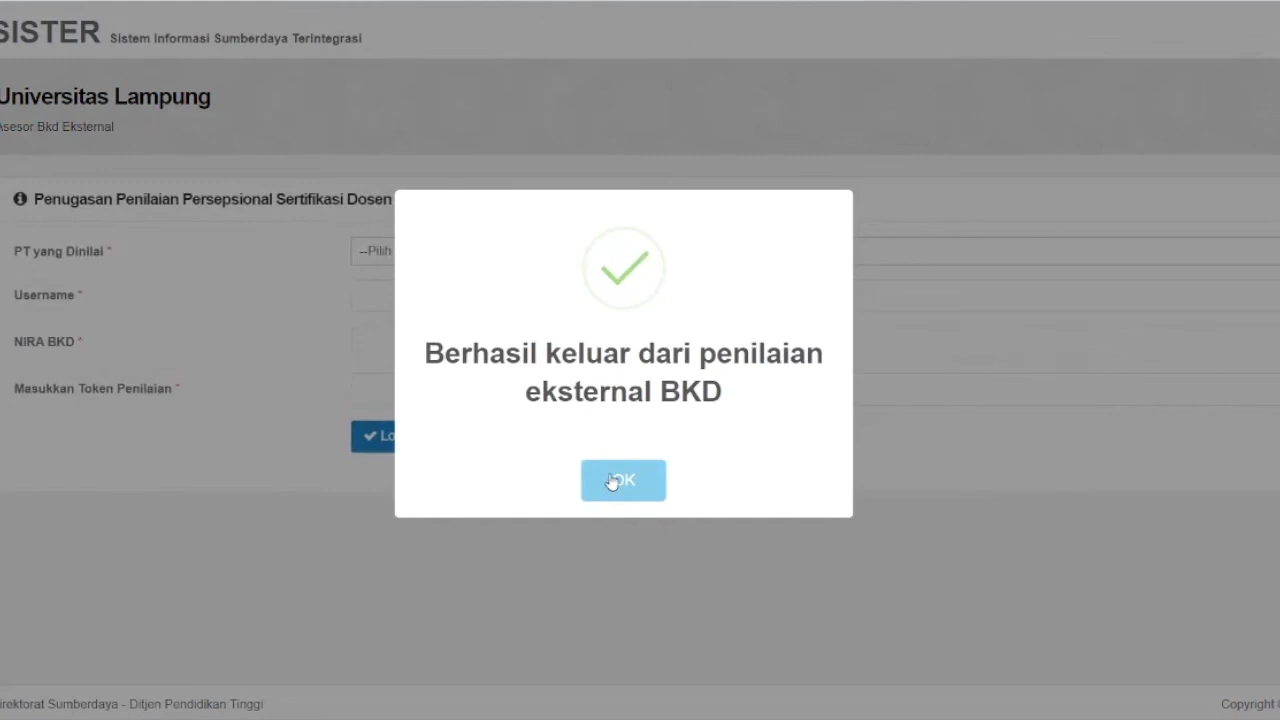 SISTER Sistem Informasi Sumberdaya Terintegrasi
Universitas Lampung
Asesor Bkd Eksternal
Penugasan Penilaian Persepsional Sertifikasi Dosen
PT yang Dinilai *
--Pilih
Username *
NIRA BKD *
Masukkan Token Penilaian *
Lo
Berhasil keluar dari penilaian
eksternal BKD
OK
irektorat Sumberdaya - Ditjen Pendidikan Tinggi
Copyright